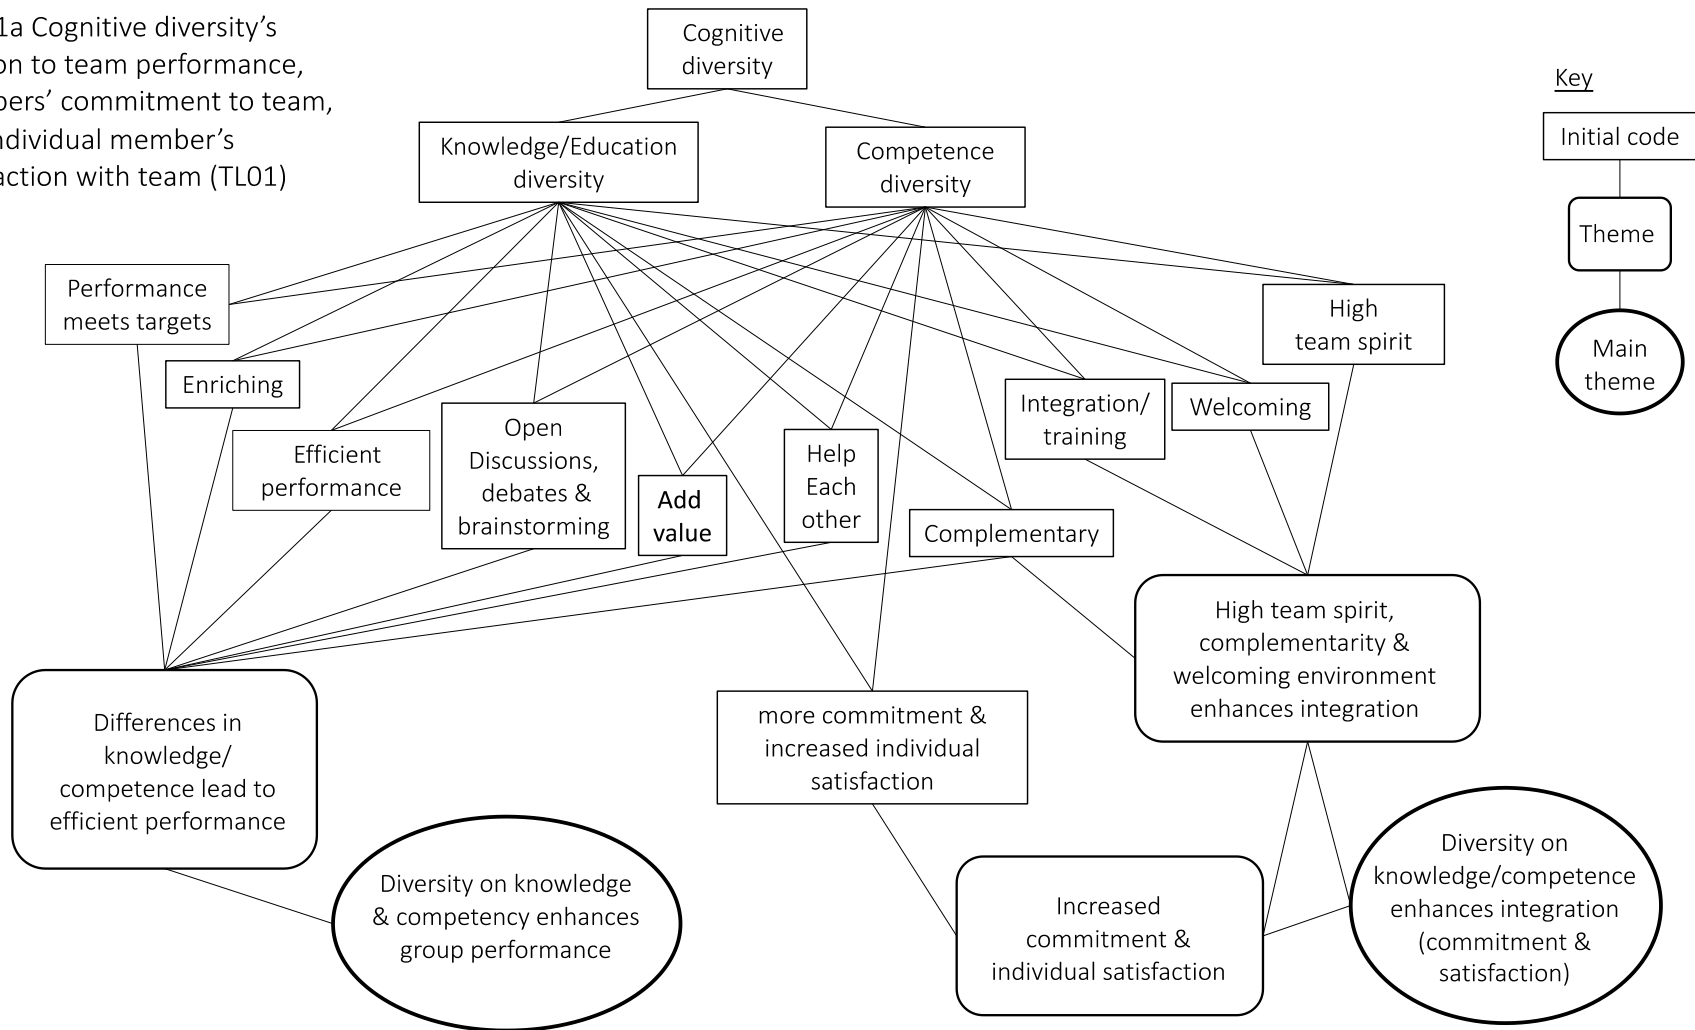 1a Cognitive diversity’s
on to team performance,
bers’ commitment to team,
ndividual member’s
action with team (TL01)
Cognitive
diversity
Key
Initial code
Theme
Main
theme
Knowledge/Education
diversity
Competence
diversity
Performance
meets targets
High
team spirit
Enriching
Integration/
training
Welcoming
Efficient
performance
Open
Discussions,
debates &
brainstorming
Add
value
Help
Each
other
Complementary
High team spirit,
complementarity &
welcoming environment
enhances integration
Differences in
knowledge/
competence lead to
efficient performance
more commitment &
increased individual
satisfaction
Diversity on knowledge
& competency enhances
group performance
Increased
commitment &
individual satisfaction
Diversity on
knowledge/competence
enhances integration
(commitment &
satisfaction)